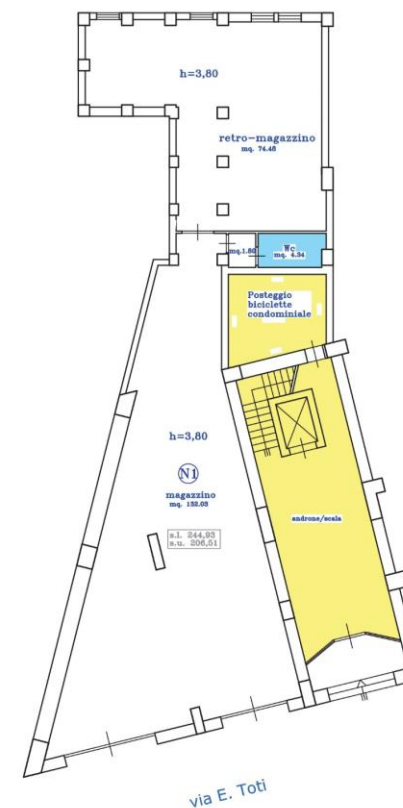 h=3,80
retro-magazzino
mq. 74.48
mq.1.80
Wc
mq. 4.34
Posteggio
biciclette
condominiale
h=3,80
N1
magazzino
mq. 132.03
androne/scala
s.l. 244,93
s.u. 206,51
via E. Toti